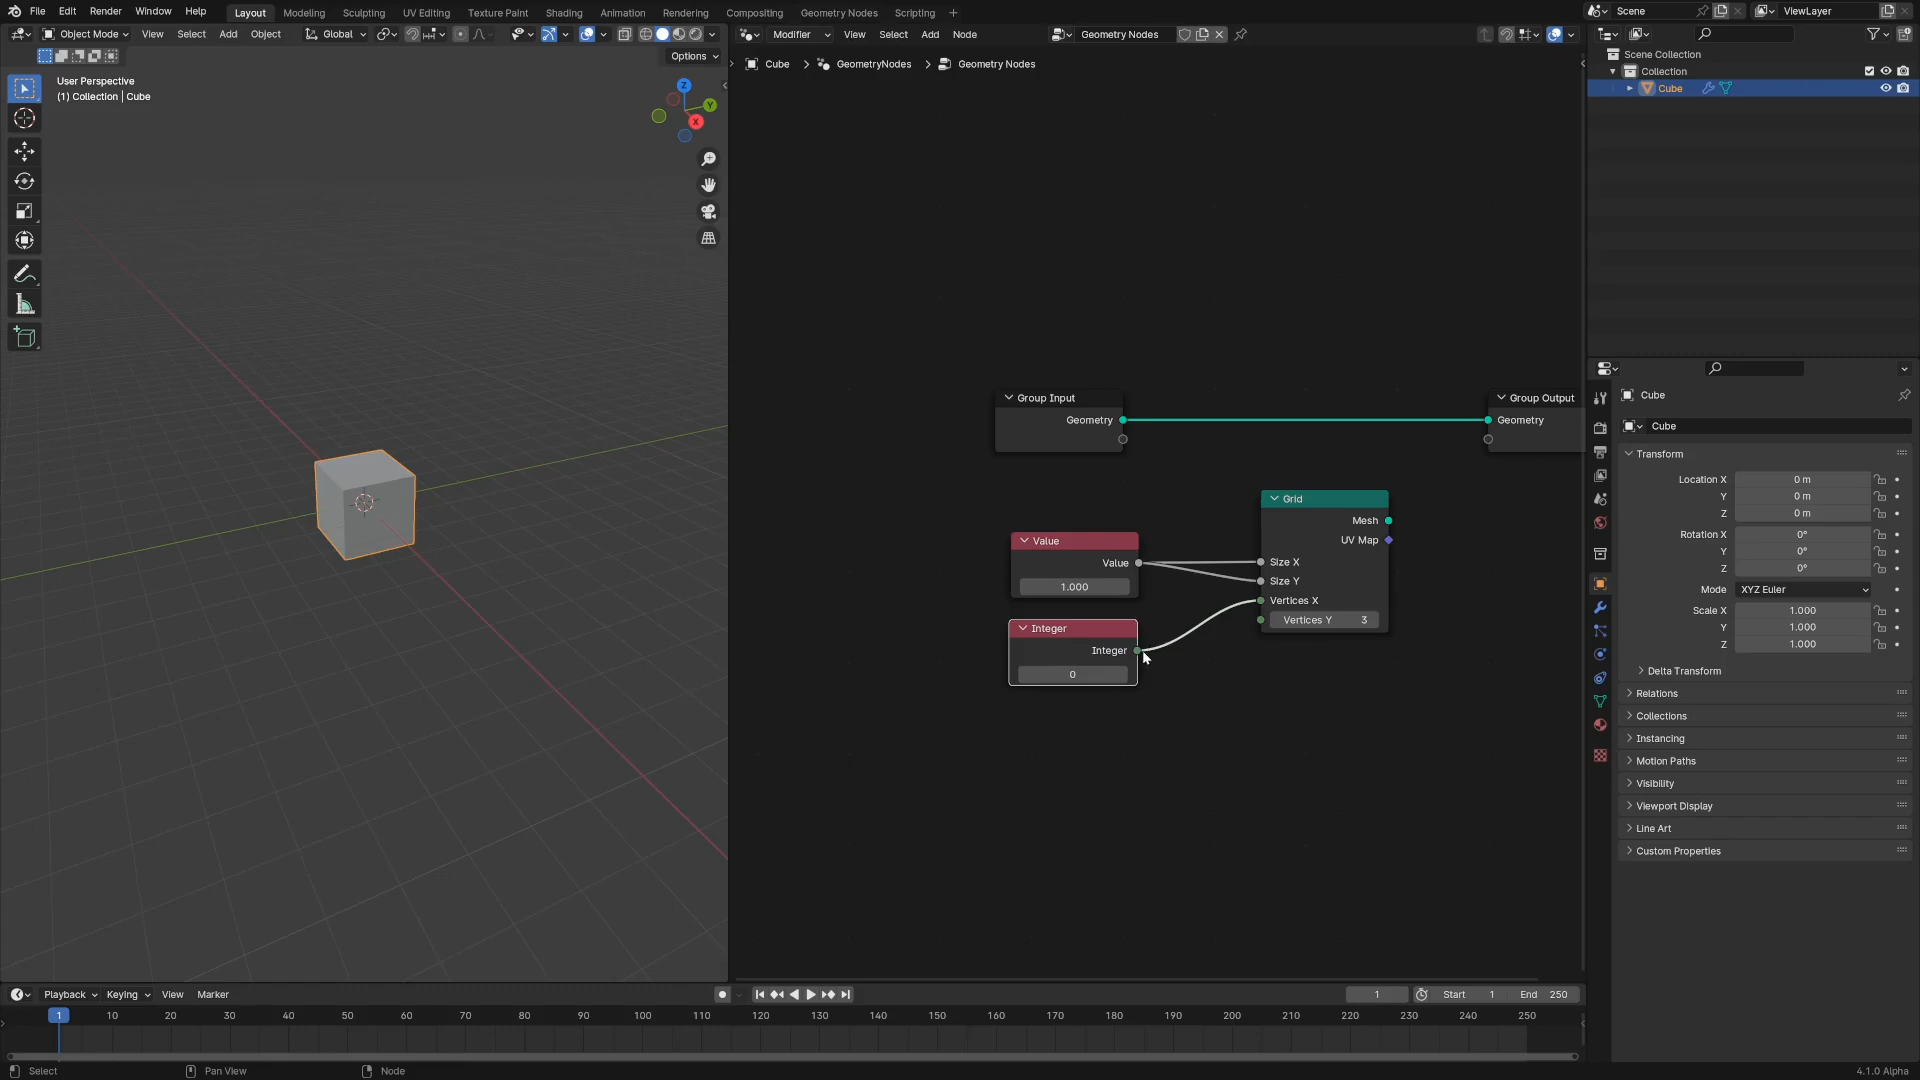 File Edit Render Window Help Layout Modeling Sculpting UV Editing Texture Paint Shading Animation Rendering Compositing Geometry Nodes Scripting + Scene ViewLayer
Object Mode View Select Add Object Global
Options
User Perspective
(1) Collection | Cube
Z
Y
X
Modifier View Select Add Node Geometry Nodes
Cube > GeometryNodes > Geometry Nodes
Group Input
Geometry
Group Output
Geometry
Grid
Mesh
UV Map
Size X
Size Y
Vertices X
Vertices Y 3
Value
Value
1.000
Integer
Integer
0
Scene Collection
Collection
Cube
Cube
Cube
Transform
Location X 0 m
Y 0 m
Z 0 m
Rotation X 0°
Y 0°
Z 0°
Mode XYZ Euler
Scale X 1.000
Y 1.000
Z 1.000
Delta Transform
Relations
Collections
Instancing
Motion Paths
Visibility
Viewport Display
Line Art
Custom Properties
Playback Keying View Marker 1 Start 1 End 250
1 10 20 30 40 50 60 70 80 90 100 110 120 130 140 150 160 170 180 190 200 210 220 230 240 250
Select Pan View Node 4.1.0 Alpha